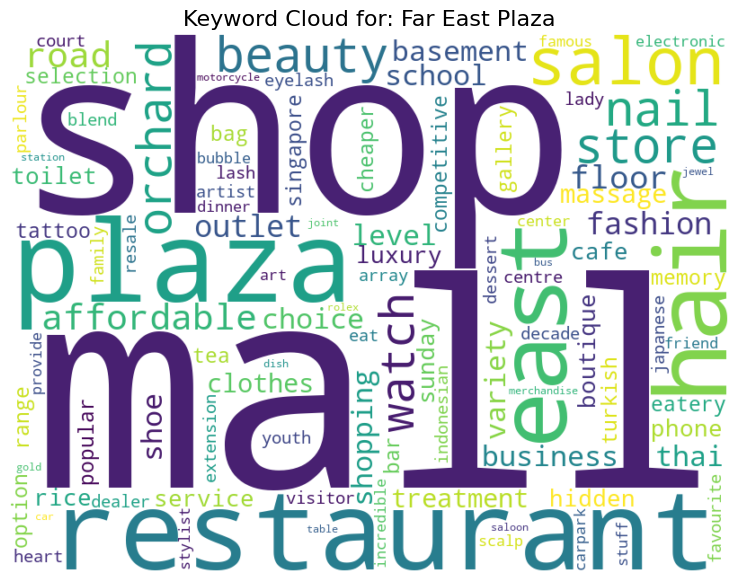 Keyword Cloud for: Far East Plaza
court
road
selection
parlour
blend
station
toilet
orchard
shop
motorcycle
beauty
eyelash
basement
school
famous
electronic
salon
lady
nail
store
bag
bubble
lash
artist
dinner
singapore
cheaper
competitive
gallery
floor
jewel
massage
tattoo
family
resale
outlet
joint
level
luxury
center
fashion
hair
plaza
art
array
dessert
bus
centre
east
cafe
memory
affordable
choice
rolex
watch
sunday
variety
decade
boutique
turkish
japanese
friend
provide
mall
tea
eat
dish
clothes
merchandise
eatery
range
popular
shoe
extension
youth
shopping
bar
indonesian
business
phone
thai
gold
option
rice
dealer
service
visitor
incredible
treatment
hidden
favourite
car
heart
stylist
restaurant
table
saloon
scalp
carpark
stuff